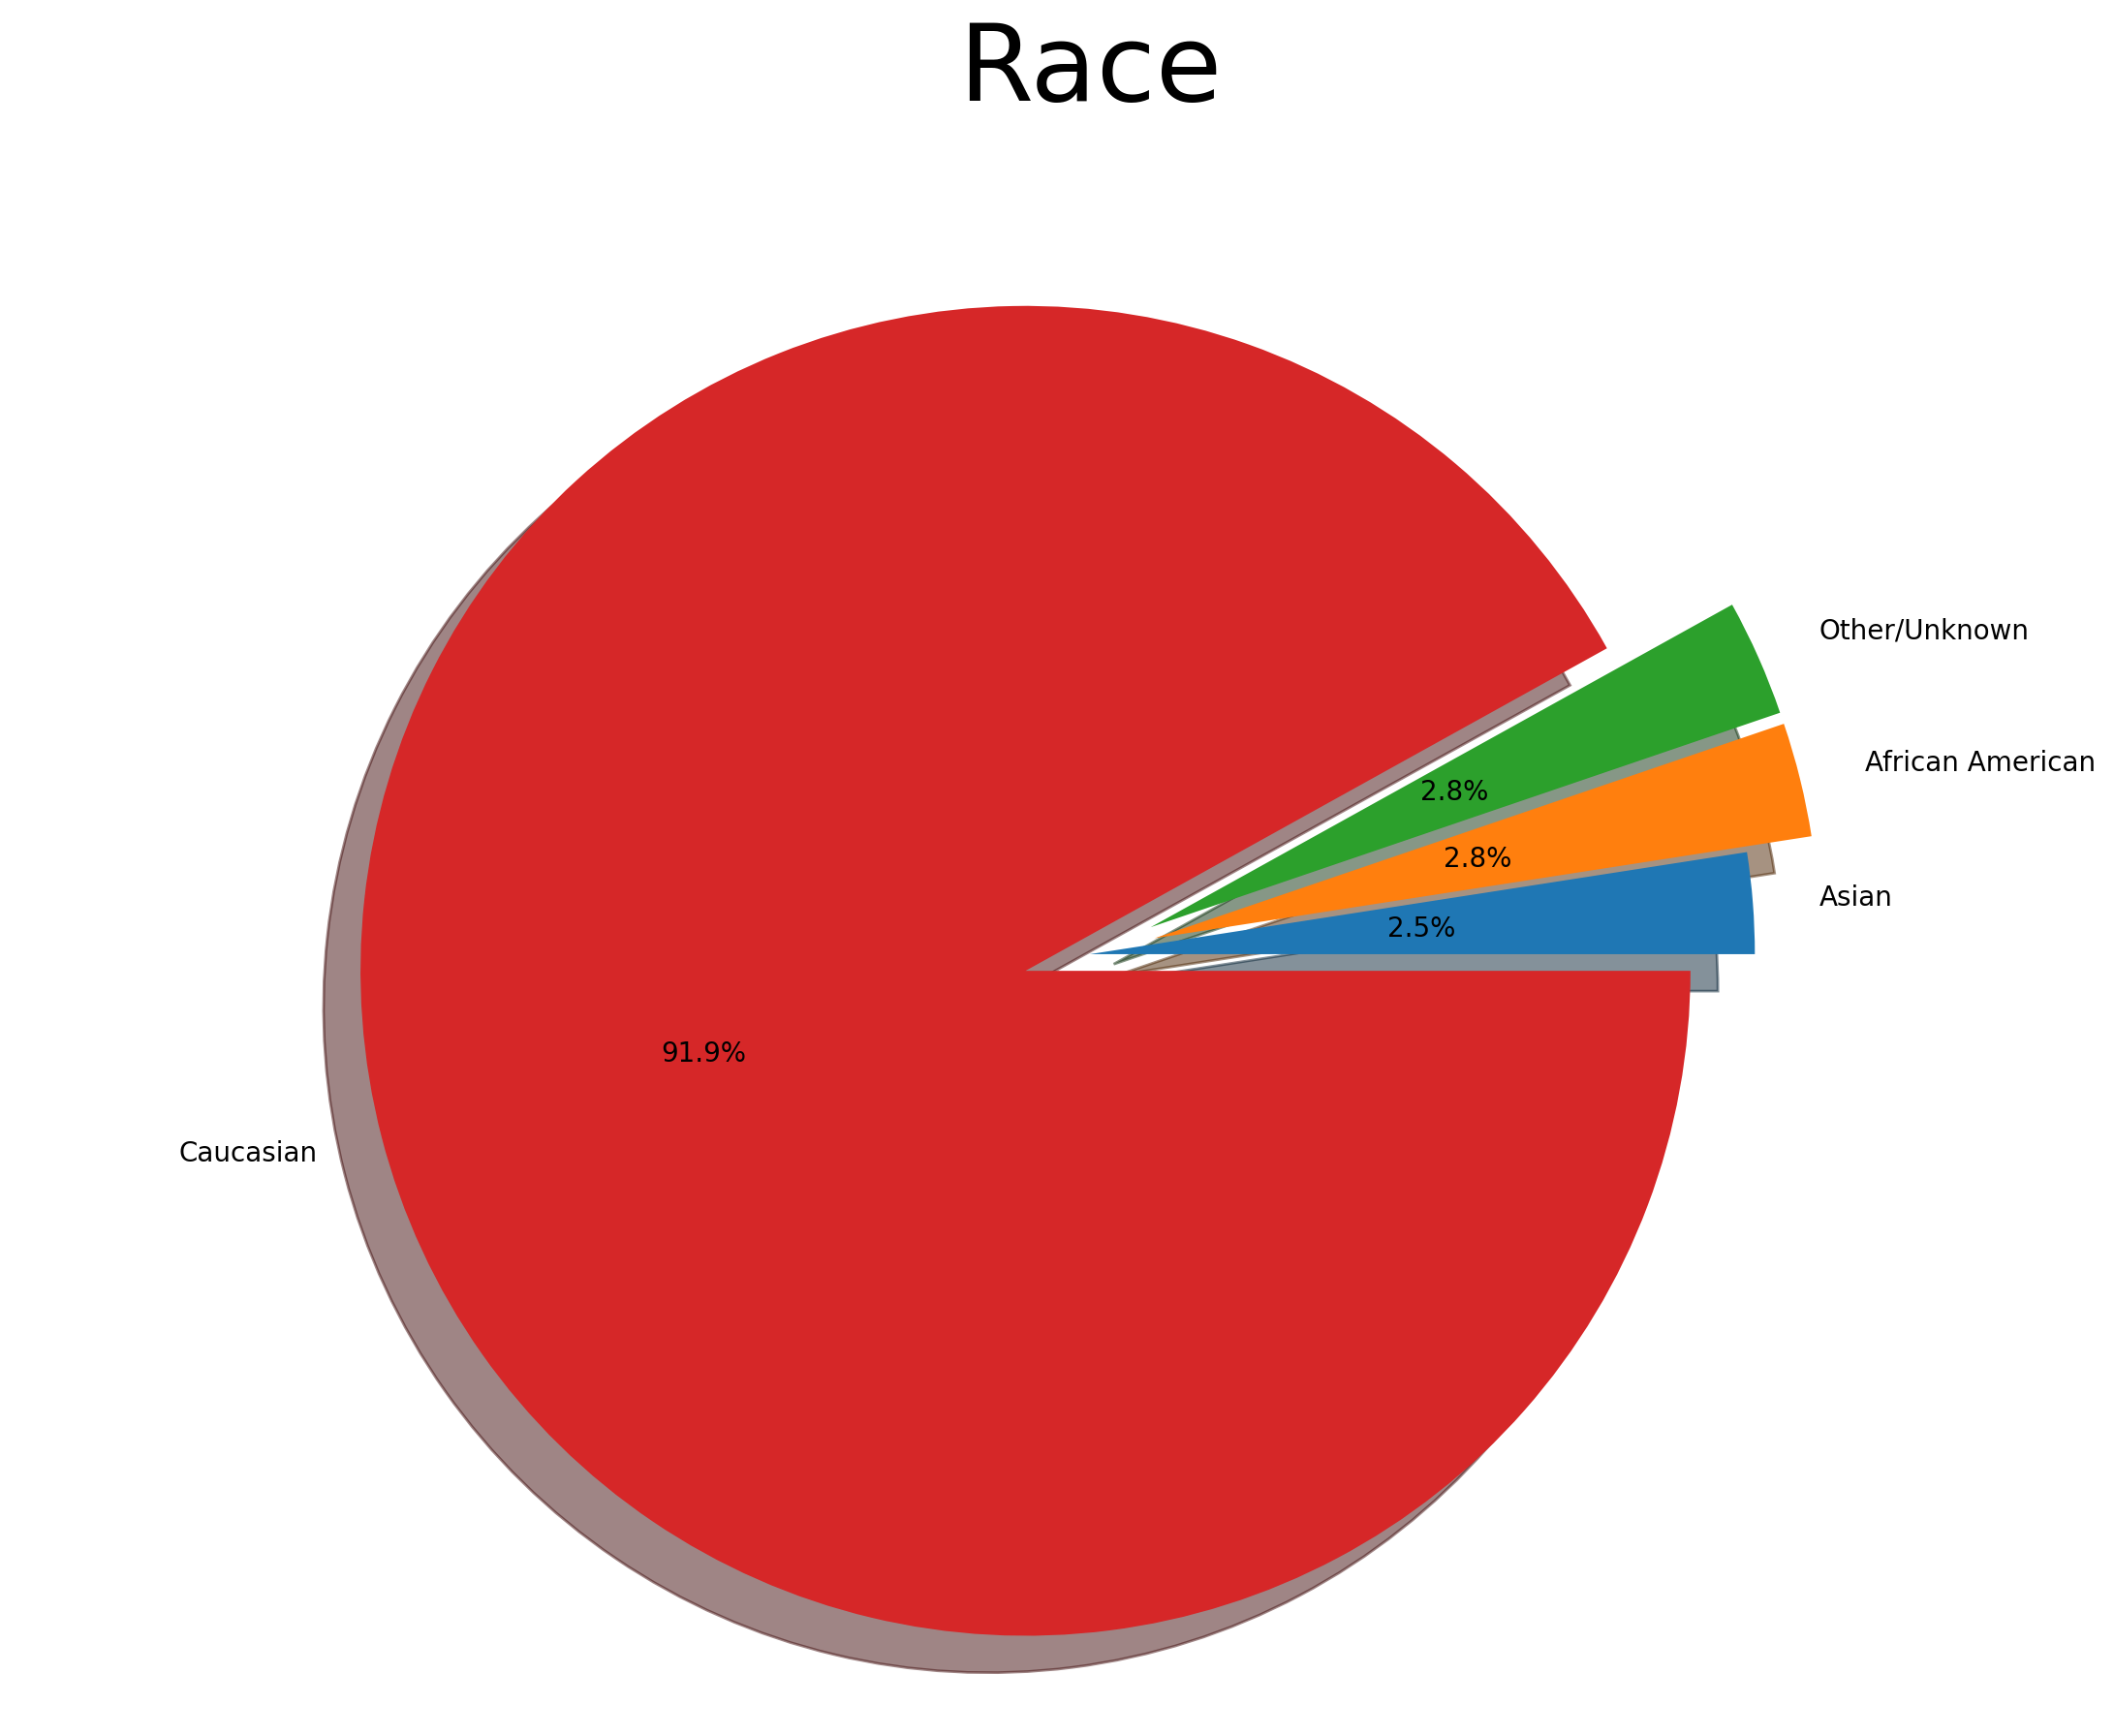 Race
Other/Unknown
African American
2.8%
2.8%
Asian
2.5%
91.9%
Caucasian